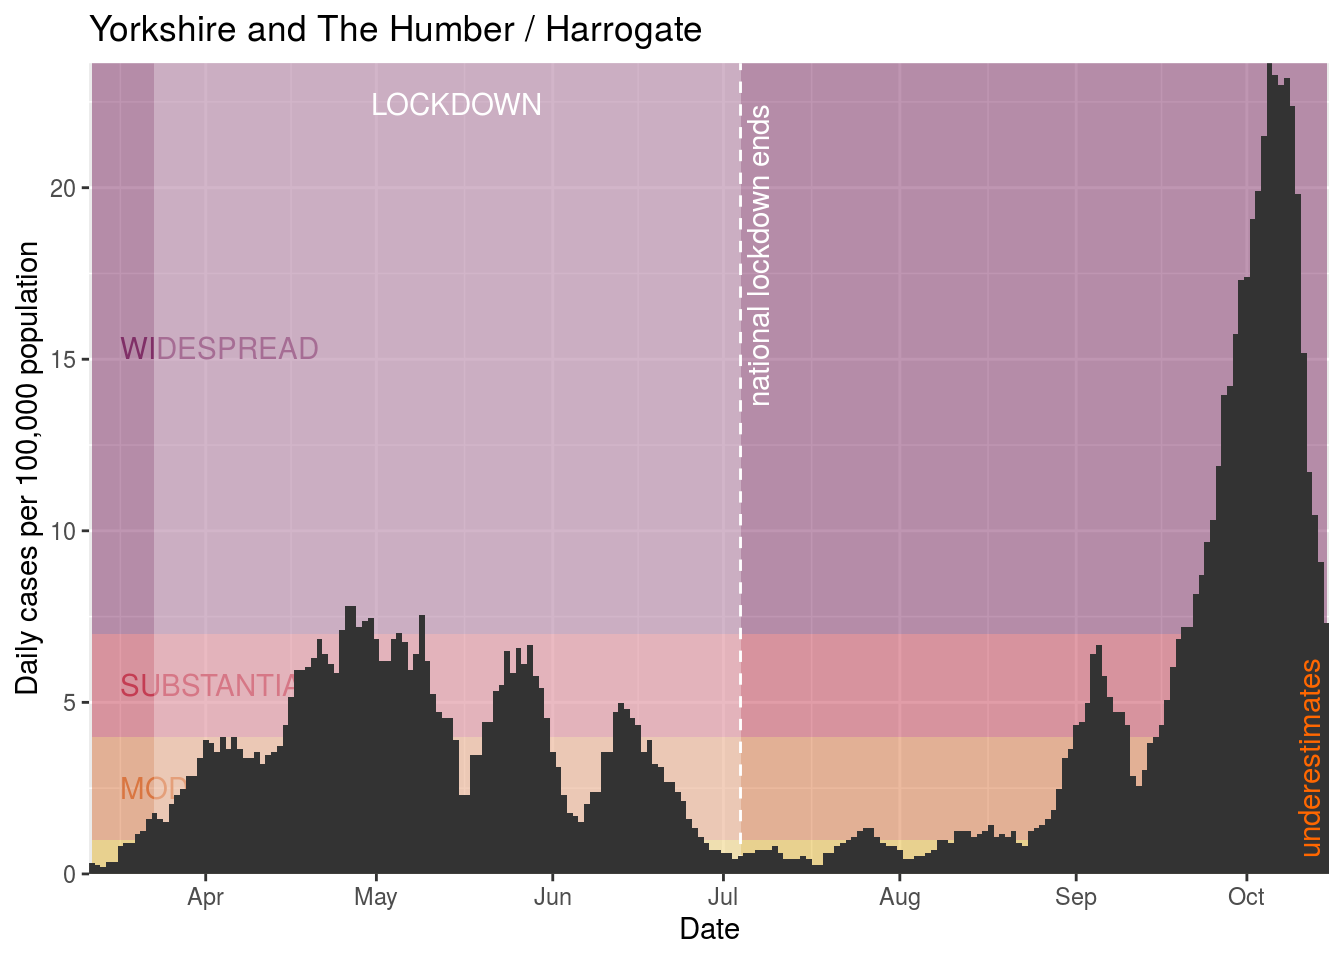 Yorkshire and The Humber / Harrogate
LOCKDOWN
national lockdown ends
WIDESPREAD
SUBSTANTIA
MOD
underestimates
Daily cases per 100,000 population
20
15
10
5
0
Apr
May
Jun
Jul
Aug
Sep
Oct
Date